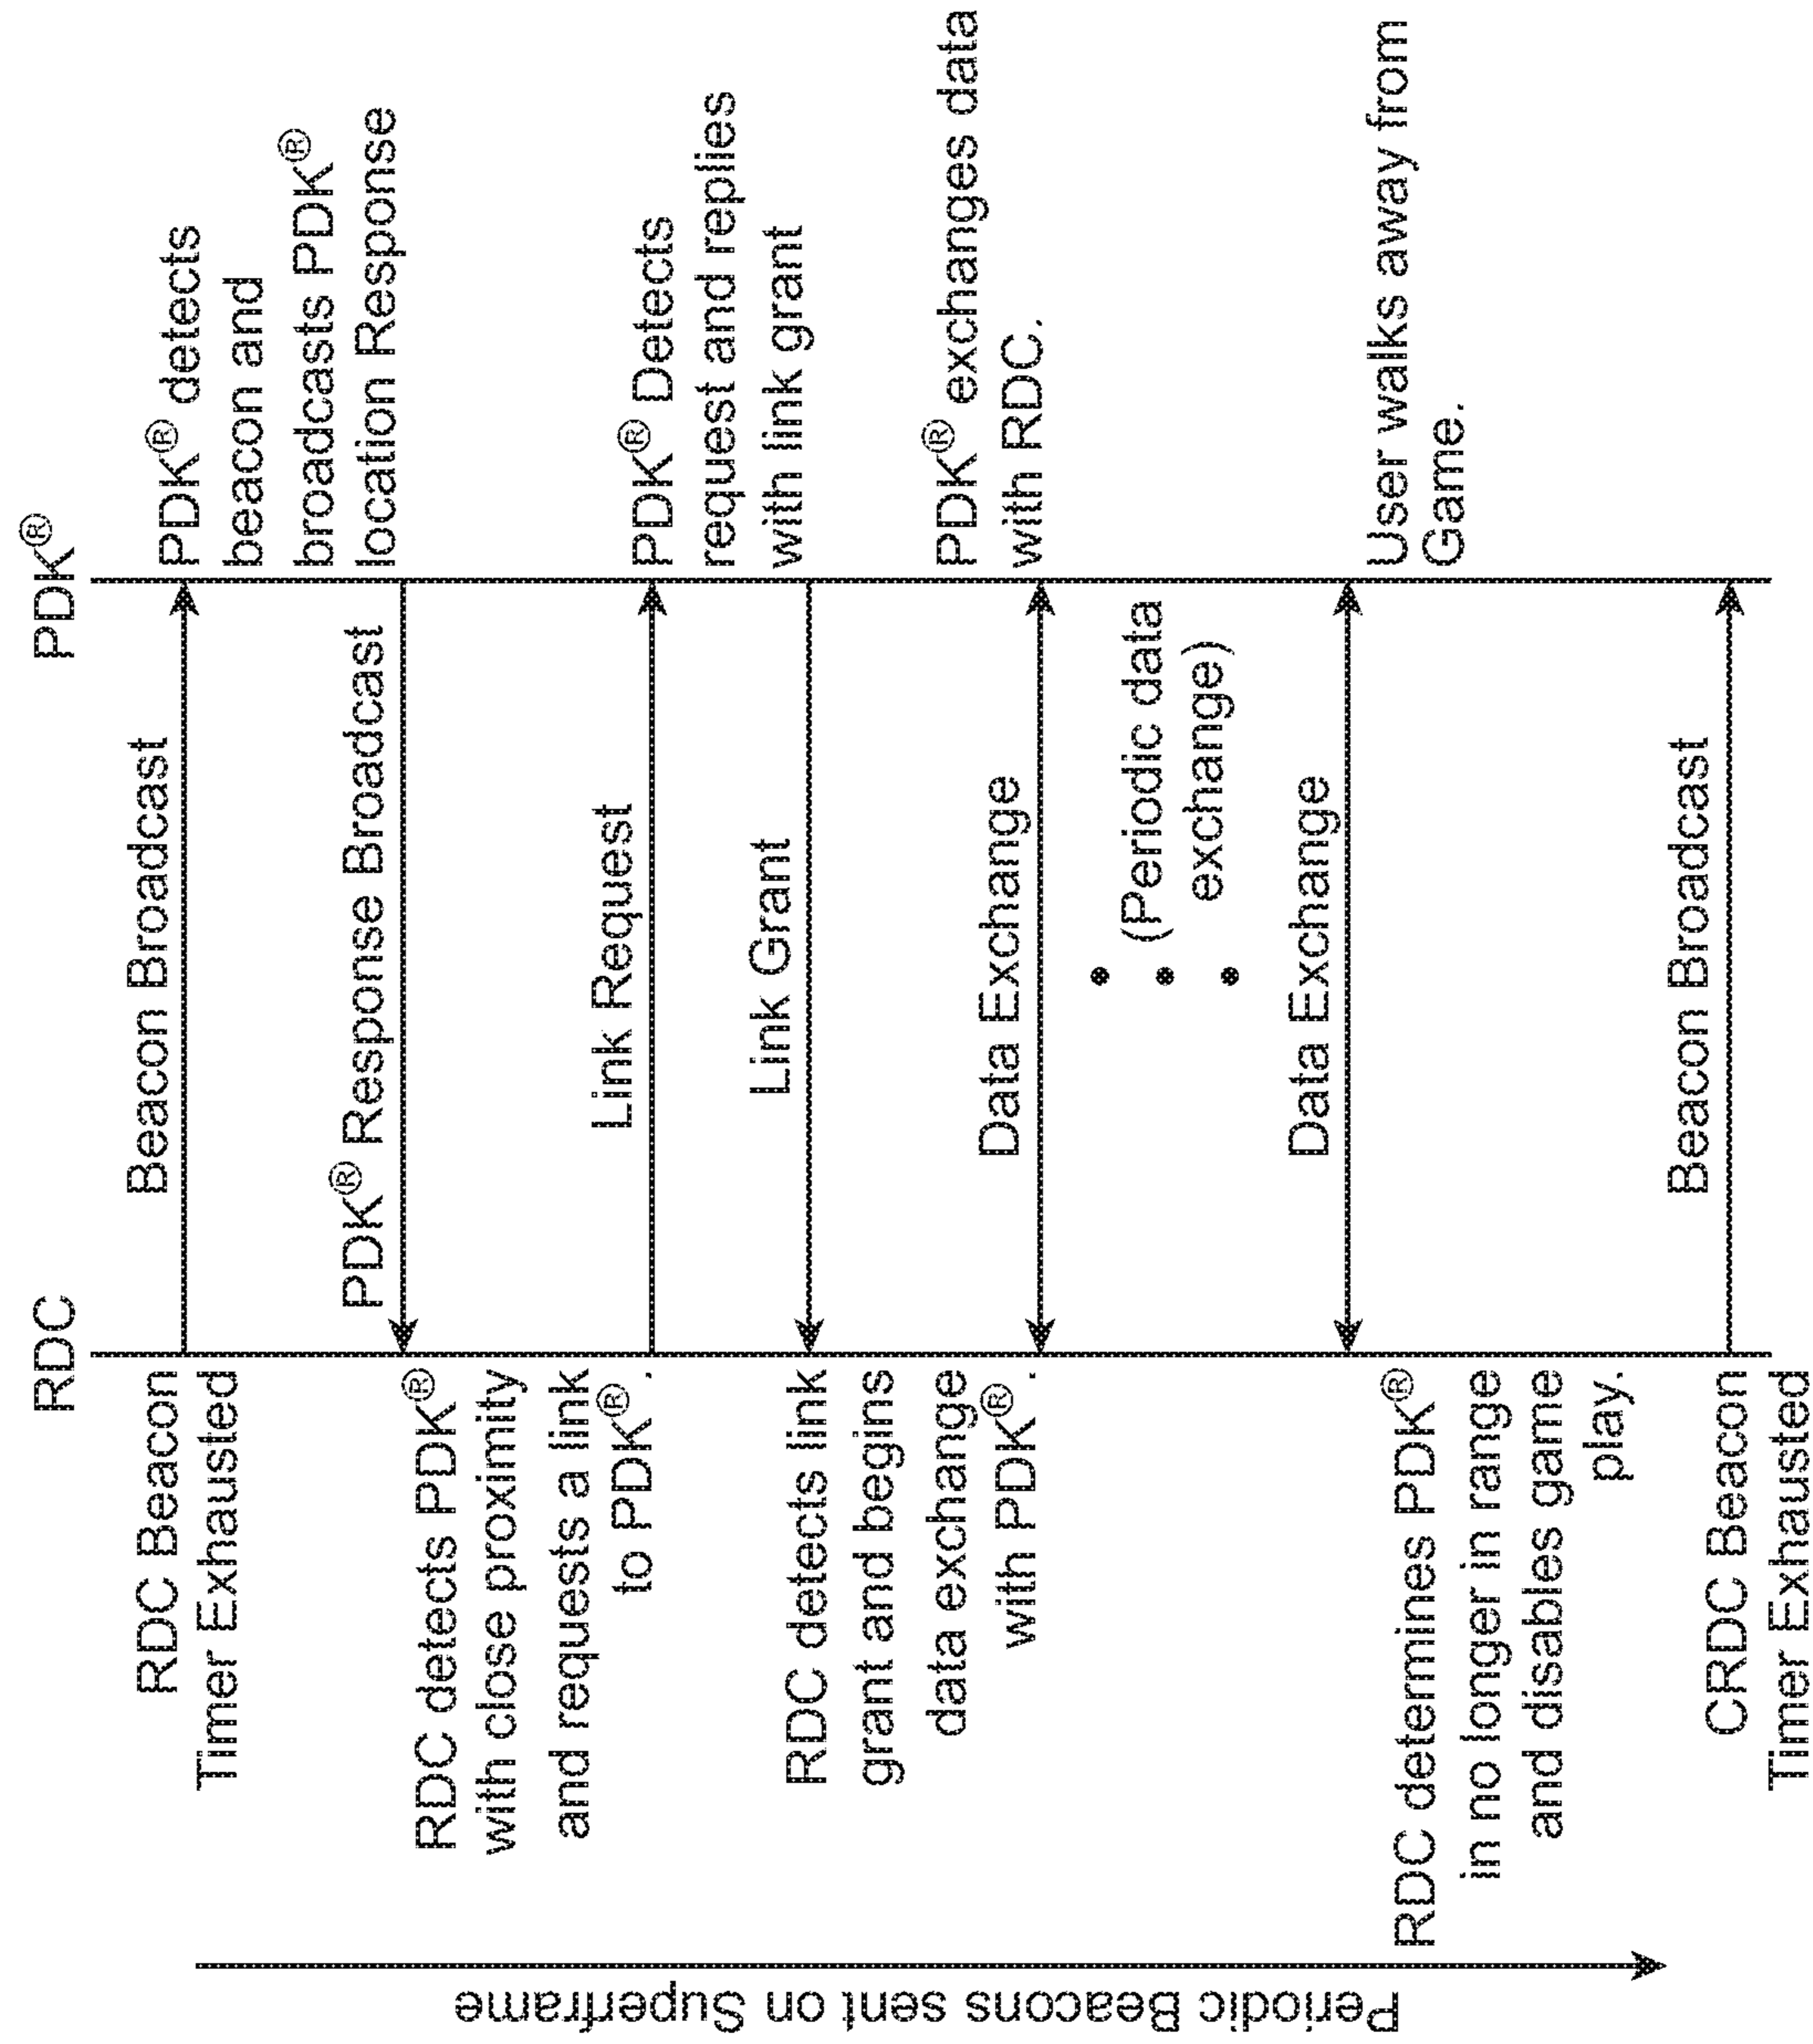 RDC
PDK®
RDC Beacon
Timer Exhausted
Beacon Broadcast
PDK® detects
beacon and
broadcasts PDK®
location Response
PDK® Response Broadcast
RDC detects PDK®
with close proximity
and requests a link
to PDK® .
Link Request
PDK® Detects
request and replies
with link grant
Link Grant
RDC detects link
grant and begins
data exchange
with PDK® .
Data Exchange
PDK® exchanges data
with RDC.
(Periodic data
exchange)
Data Exchange
RDC determines PDK®
in no longer in range
and disables game
play.
User walks away from
Game.
Beacon Broadcast
CRDC Beacon
Timer Exhausted
Periodic Beacons sent on Superframe